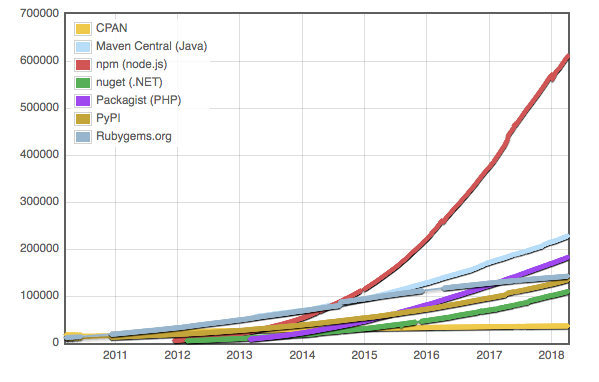 700000
600000
500000
400000
300000
200000
100000
0
CPAN
Maven Central (Java)
npm (node.js)
nuget (.NET)
Packagist (PHP)
PyPI
Rubygems.org
2011 2012 2013 2014 2015 2016 2017 2018